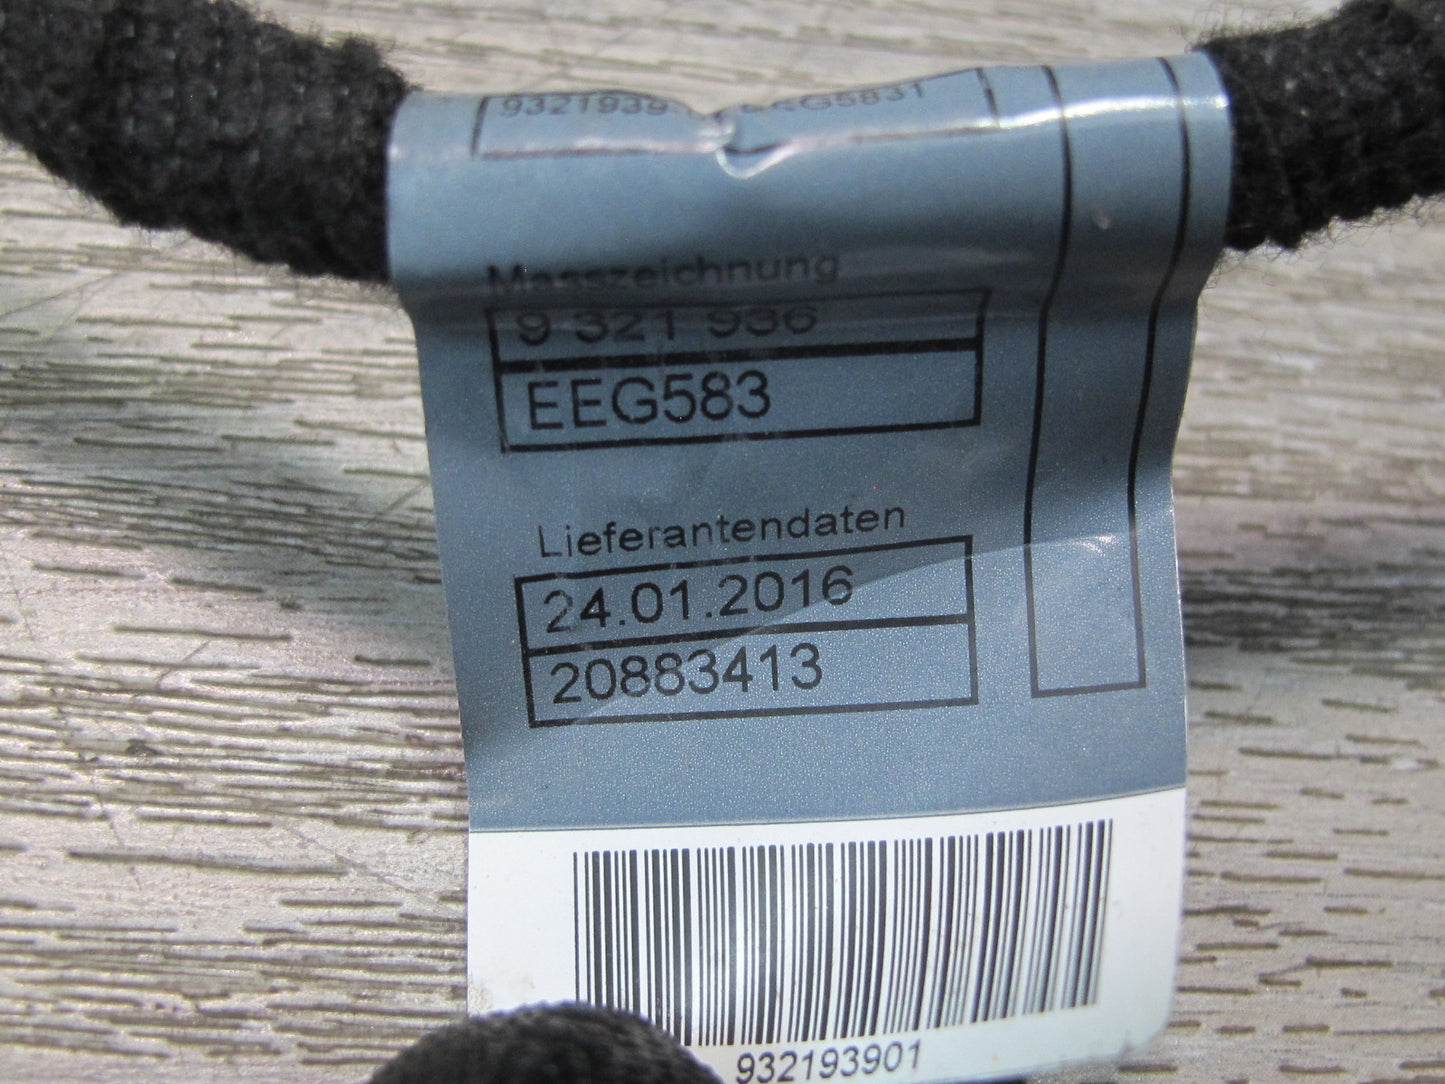 Masszeichnung
9 321 936
EEG583
Lieferantendaten
24.01.2016
20883413
932193901